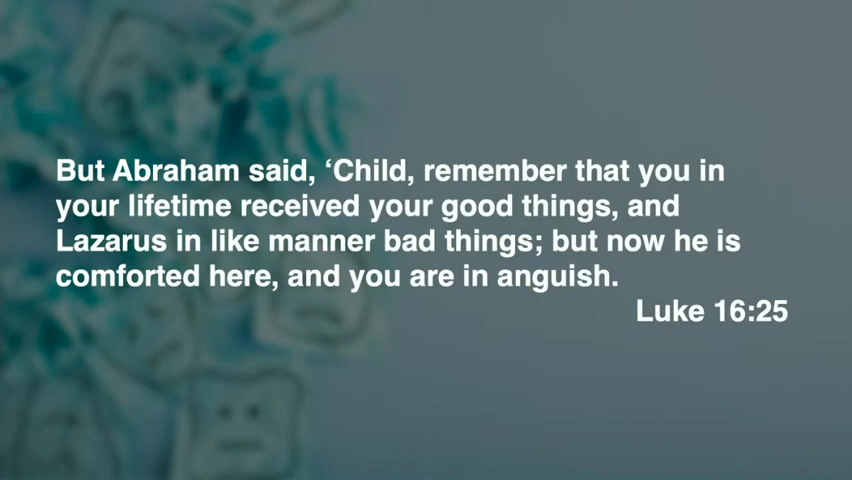 But Abraham said, ‘Child, remember that you in
your lifetime received your good things, and
Lazarus in like manner bad things; but now he is
comforted here, and you are in anguish.
Luke 16:25